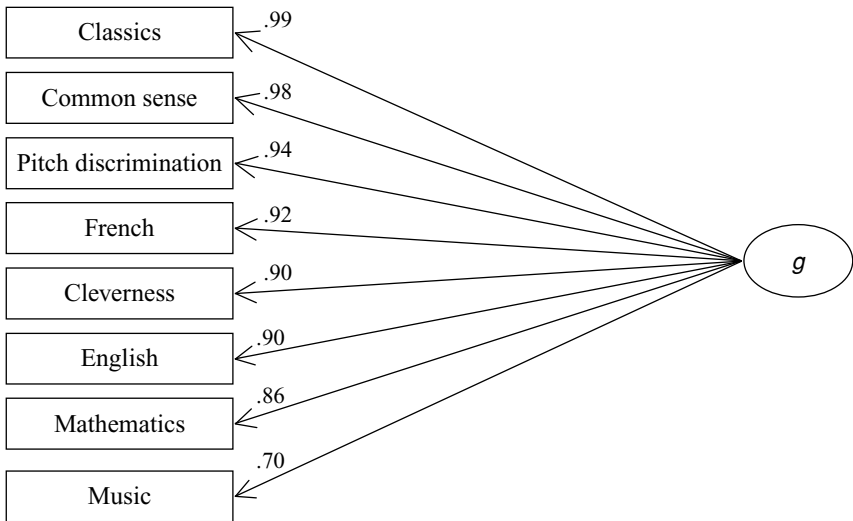 Classics
.99
Common sense
.98
Pitch discrimination
.94
French
.92
Cleverness
.90
English
.90
Mathematics
.86
Music
.70
g